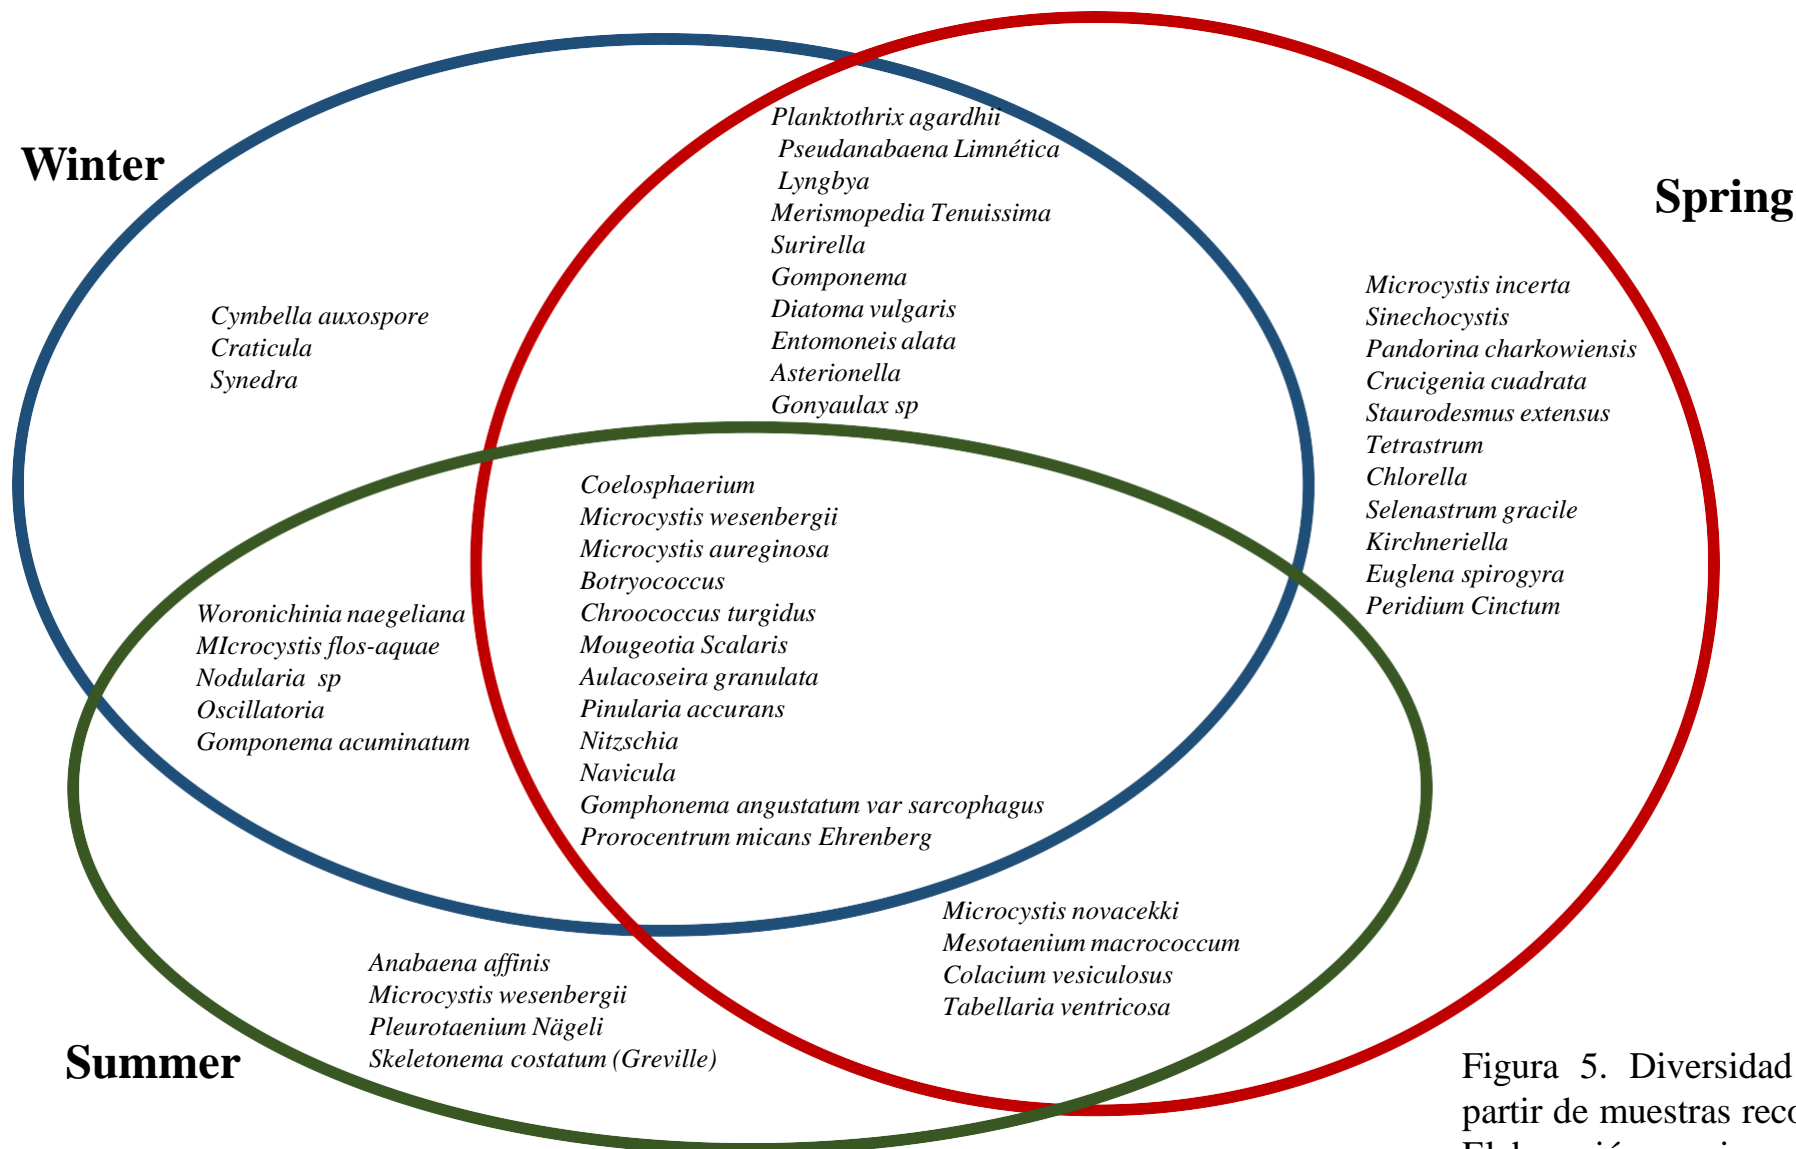 Winter
Spring
Planktothrix agardhii
Pseudanabaena Limnética
Lyngbya
Merismopedia Tenuissima
Surirella
Gomponema
Diatoma vulgaris
Entomoneis alata
Asterionella
Gonyaulax sp
Cymbella auxospore
Craticula
Synedra
Microcystis incerta
Sinechocystis
Pandorina charkowiensis
Crucigenia cuadrata
Staurodesmus extensus
Tetrastrum
Chlorella
Selenastrum gracile
Kirchneriella
Euglena spirogyra
Peridium Cinctum
Coelosphaerium
Microcystis wesenbergii
Microcystis aureginosa
Botryococcus
Chroococcus turgidus
Mougeotia Scalaris
Aulacoseira granulata
Pinularia accurans
Nitzschia
Navicula
Gomphonema angustatum var sarcophagus
Prorocentrum micans Ehrenberg
Woronichinia naegeliana
MIcrocystis flos-aquae
Nodularia sp
Oscillatoria
Gomponema acuminatum
Microcystis novacekki
Mesotaenium macrococcum
Colacium vesiculosus
Tabellaria ventricosa
Anabaena affinis
Microcystis wesenbergii
Pleurotaenium Nägeli
Skeletonema costatum (Greville)
Summer
Figura 5. Diversidad
partir de muestras